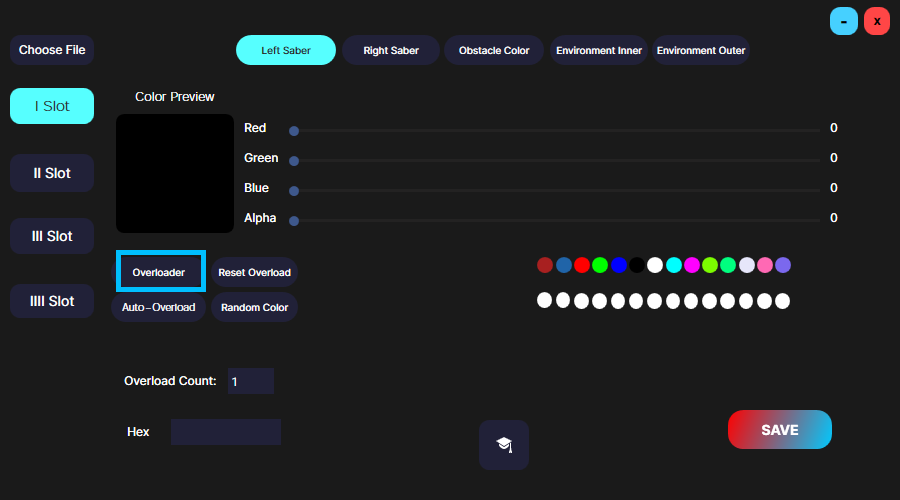 - x
Choose File Left Saber Right Saber Obstacle Color Environment Inner Environment Outer
I Slot
Color Preview
Red 0
Green 0
II Slot
Blue 0
Alpha 0
III Slot
Overloader Reset Overload
IIII Slot
Auto-Overload Random Color
Overload Count: 1
Hex
SAVE